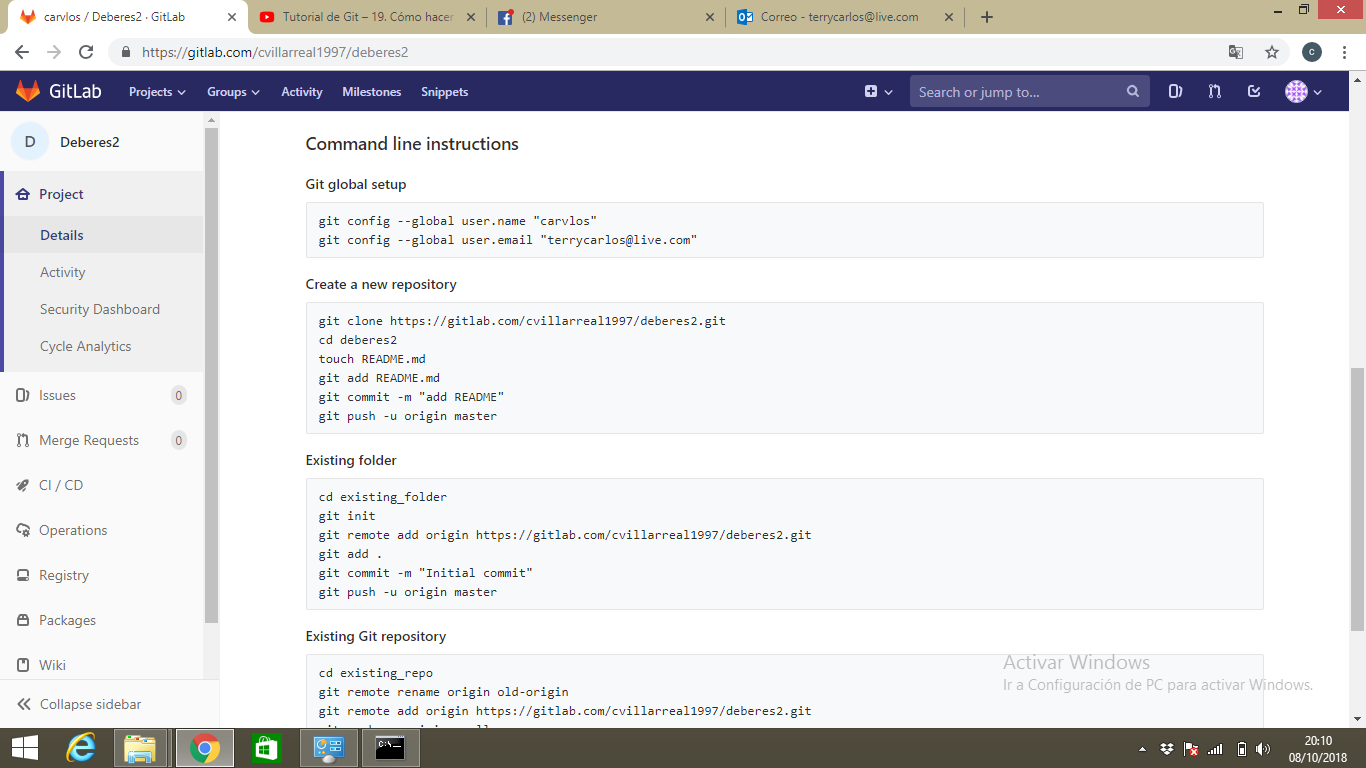 carvlos / Deberes2 · GitLab
Tutorial de Git – 19. Cómo hacer
(2) Messenger
Correo - terrycarlos@live.com
https://gitlab.com/cvillarreal1997/deberes2
c
GitLab
Projects
Groups
Activity
Milestones
Snippets
Search or jump to...
D
Deberes2
Project
Details
Activity
Security Dashboard
Cycle Analytics
Issues
0
Merge Requests
0
CI / CD
Operations
Registry
Packages
Wiki
Collapse sidebar
Command line instructions
Git global setup
git config --global user.name "carvlos"
git config --global user.email "terrycarlos@live.com"
Create a new repository
git clone https://gitlab.com/cvillarreal1997/deberes2.git
cd deberes2
touch README.md
git add README.md
git commit -m "add README"
git push -u origin master
Existing folder
cd existing_folder
git init
git remote add origin https://gitlab.com/cvillarreal1997/deberes2.git
git add .
git commit -m "Initial commit"
git push -u origin master
Existing Git repository
cd existing_repo
git remote rename origin old-origin
git remote add origin https://gitlab.com/cvillarreal1997/deberes2.git
Activar Windows
Ir a Configuración de PC para activar Windows.
20:10
08/10/2018